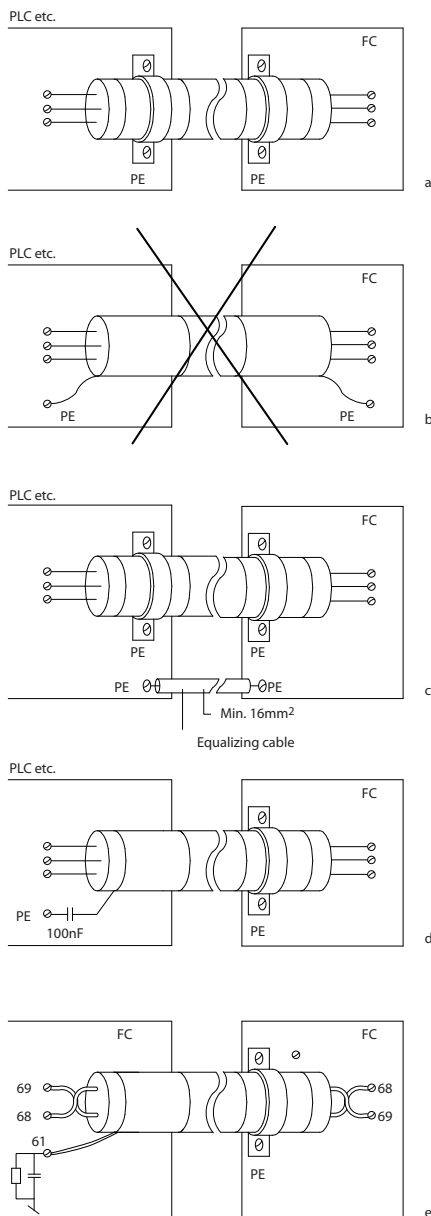 PLC etc.
FC
PE
PE
a
PLC etc.
FC
PE
PE
b
PLC etc.
FC
PE
PE
PE
PE
c
Min. 16mm²
Equalizing cable
PLC etc.
FC
PE
100nF
PE
d
FC
FC
69
68
68
69
61
PE
e